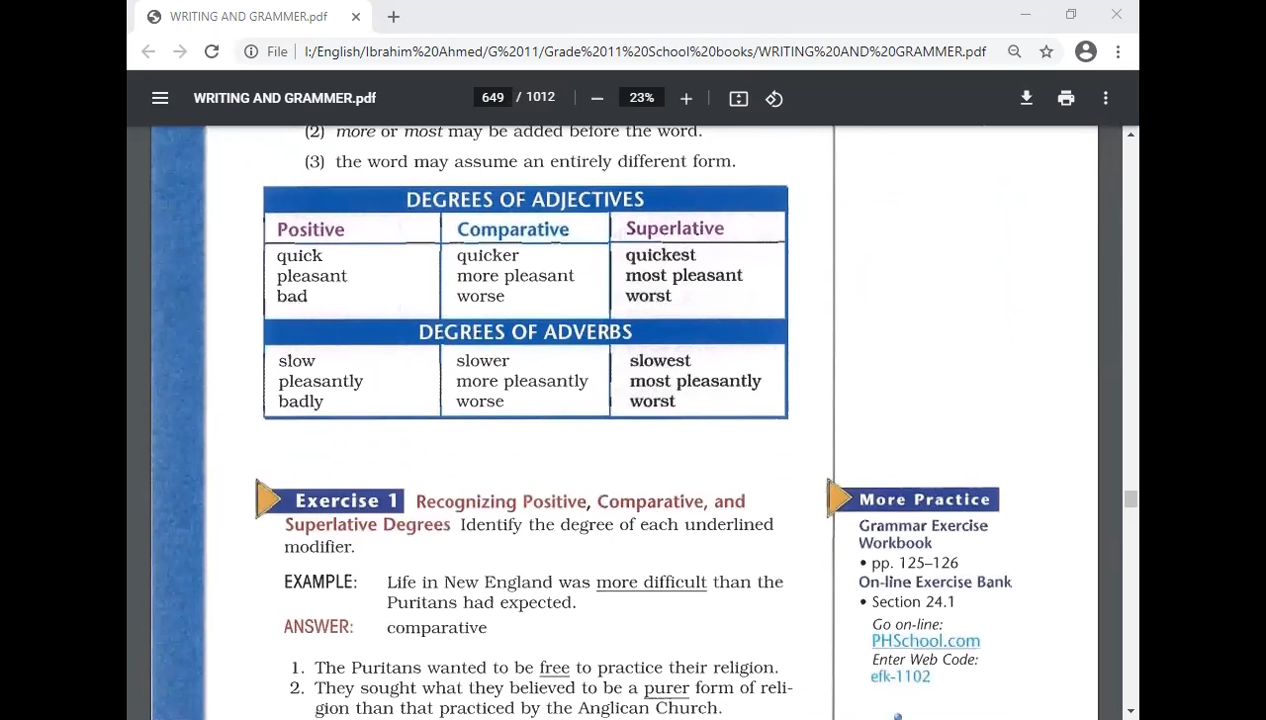 WRITING AND GRAMMER.pdf
File
I:/English/Ibrahim%20Ahmed/G%2011/Grade%2011%20School%20books/WRITING%20AND%20GRAMMER.pdf
WRITING AND GRAMMER.pdf
649 / 1012
23%
(2) more or most may be added before the word.
(3) the word may assume an entirely different form.
DEGREES OF ADJECTIVES
Positive Comparative Superlative
quick quicker quickest
pleasant more pleasant most pleasant
bad worse worst
DEGREES OF ADVERBS
slow slower slowest
pleasantly more pleasantly most pleasantly
badly worse worst
Exercise 1 Recognizing Positive, Comparative, and
Superlative Degrees Identify the degree of each underlined
modifier.
EXAMPLE: Life in New England was more difficult than the
Puritans had expected.
ANSWER: comparative
1. The Puritans wanted to be free to practice their religion.
2. They sought what they believed to be a purer form of reli-
gion than that practiced by the Anglican Church.
More Practice
Grammar Exercise
Workbook
• pp. 125–126
On-line Exercise Bank
• Section 24.1
Go on-line:
PHSchool.com
Enter Web Code:
efk-1102